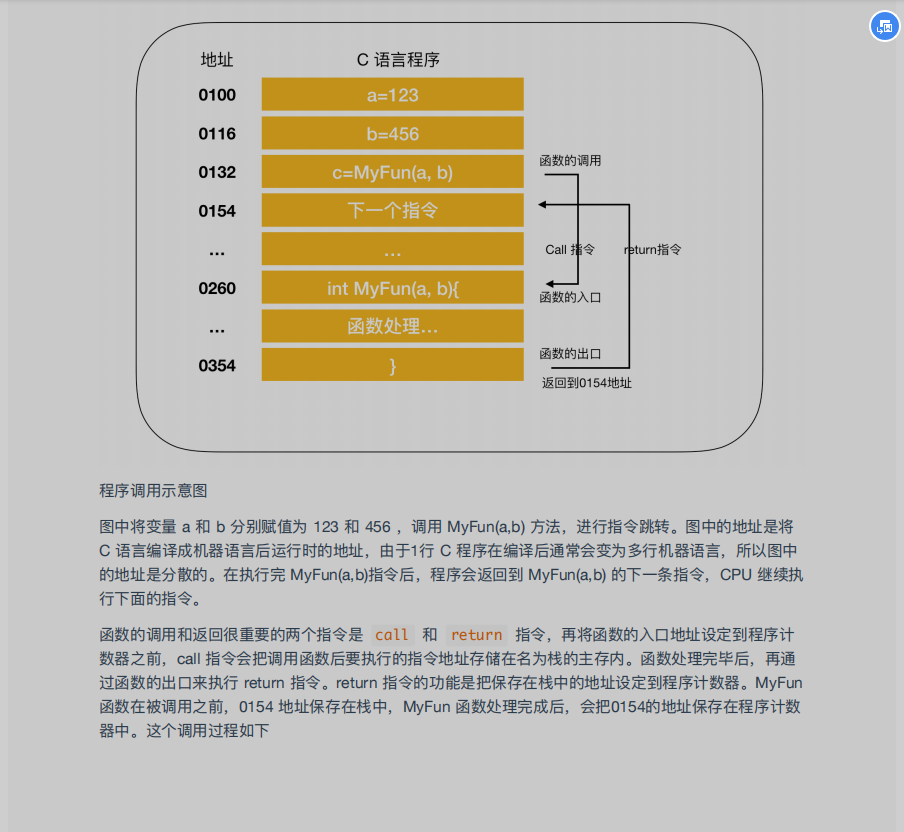 地址 C 语言程序
0100 a=123
0116 b=456
函数的调用
0132 c=MyFun(a, b)
0154 下一个指令
... ... Call 指令 return指令
0260 int MyFun(a, b){
函数的入口
... 函数处理...
函数的出口
0354 }
返回到0154地址
程序调用示意图
图中将变量 a 和 b 分别赋值为 123 和 456 ，调用 MyFun(a,b) 方法，进行指令跳转。图中的地址是将
C 语言编译成机器语言后运行时的地址，由于1行 C 程序在编译后通常会变为多行机器语言，所以图中
的地址是分散的。在执行完 MyFun(a,b)指令后，程序会返回到 MyFun(a,b) 的下一条指令，CPU 继续执
行下面的指令。
函数的调用和返回很重要的两个指令是 call 和 return 指令，再将函数的入口地址设定到程序计
数器之前，call 指令会把调用函数后要执行的指令地址存储在名为栈的主存内。函数处理完毕后，再通
过函数的出口来执行 return 指令。return 指令的功能是把保存在栈中的地址设定到程序计数器。MyFun
函数在被调用之前，0154 地址保存在栈中，MyFun 函数处理完成后，会把0154的地址保存在程序计数
器中。这个调用过程如下